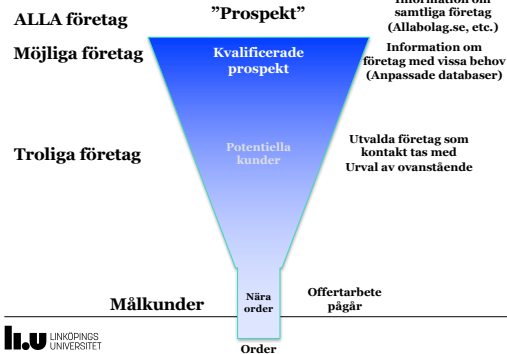 Information om
samtliga företag
(Allabolag.se, etc.)
ALLA företag
"Prospekt"
Möjliga företag
Kvalificerade
prospekt
Information om
företag med vissa behov
(Anpassade databaser)
Troliga företag
Potentiella
kunder
Utvalda företag som
kontakt tas med
Urval av ovanstående
Målkunder
Nära
order
Offertarbete
pågår
LINKÖPINGS
UNIVERSITET
Order